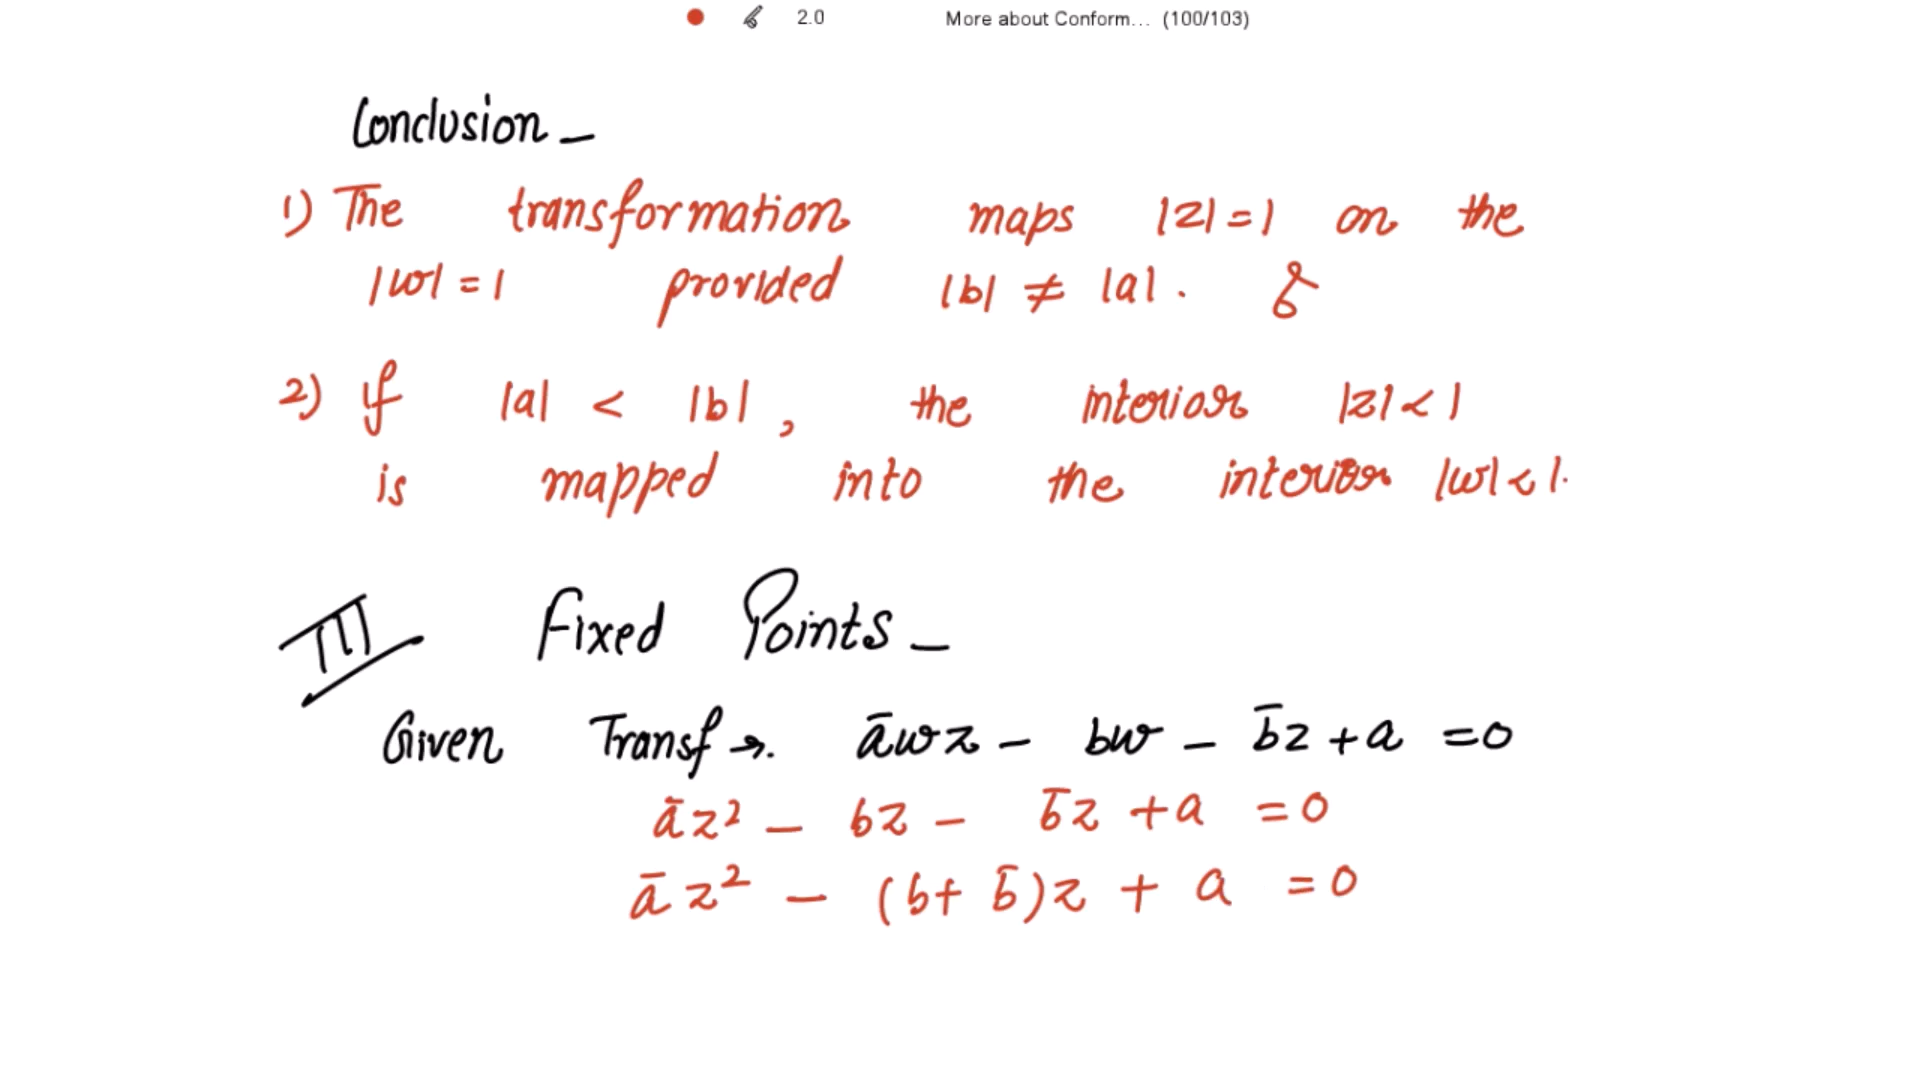 2.0 More about Conform... (100/103)
Conclusion -
1) The transformation maps |z| = 1 on the
|w| = 1 provided |b| ≠ |a|. &
2) If |a| < |b|, the interior |z| < 1
is mapped into the interior |w| < 1.
III Fixed Points -
Given Transf →. āwz - bw - b̄z + a = 0
āz² - bz - b̄z + a = 0
āz² - (b + b̄)z + a = 0